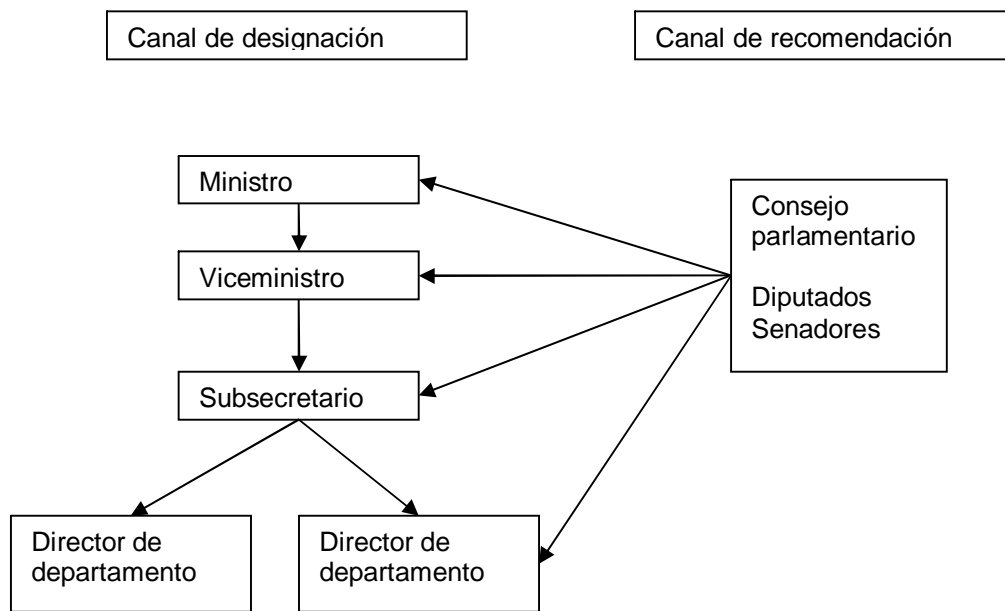 Canal de designación
Canal de recomendación
Ministro
Viceministro
Subsecretario
Consejo
parlamentario
Diputados
Senadores
Director de
departamento
Director de
departamento